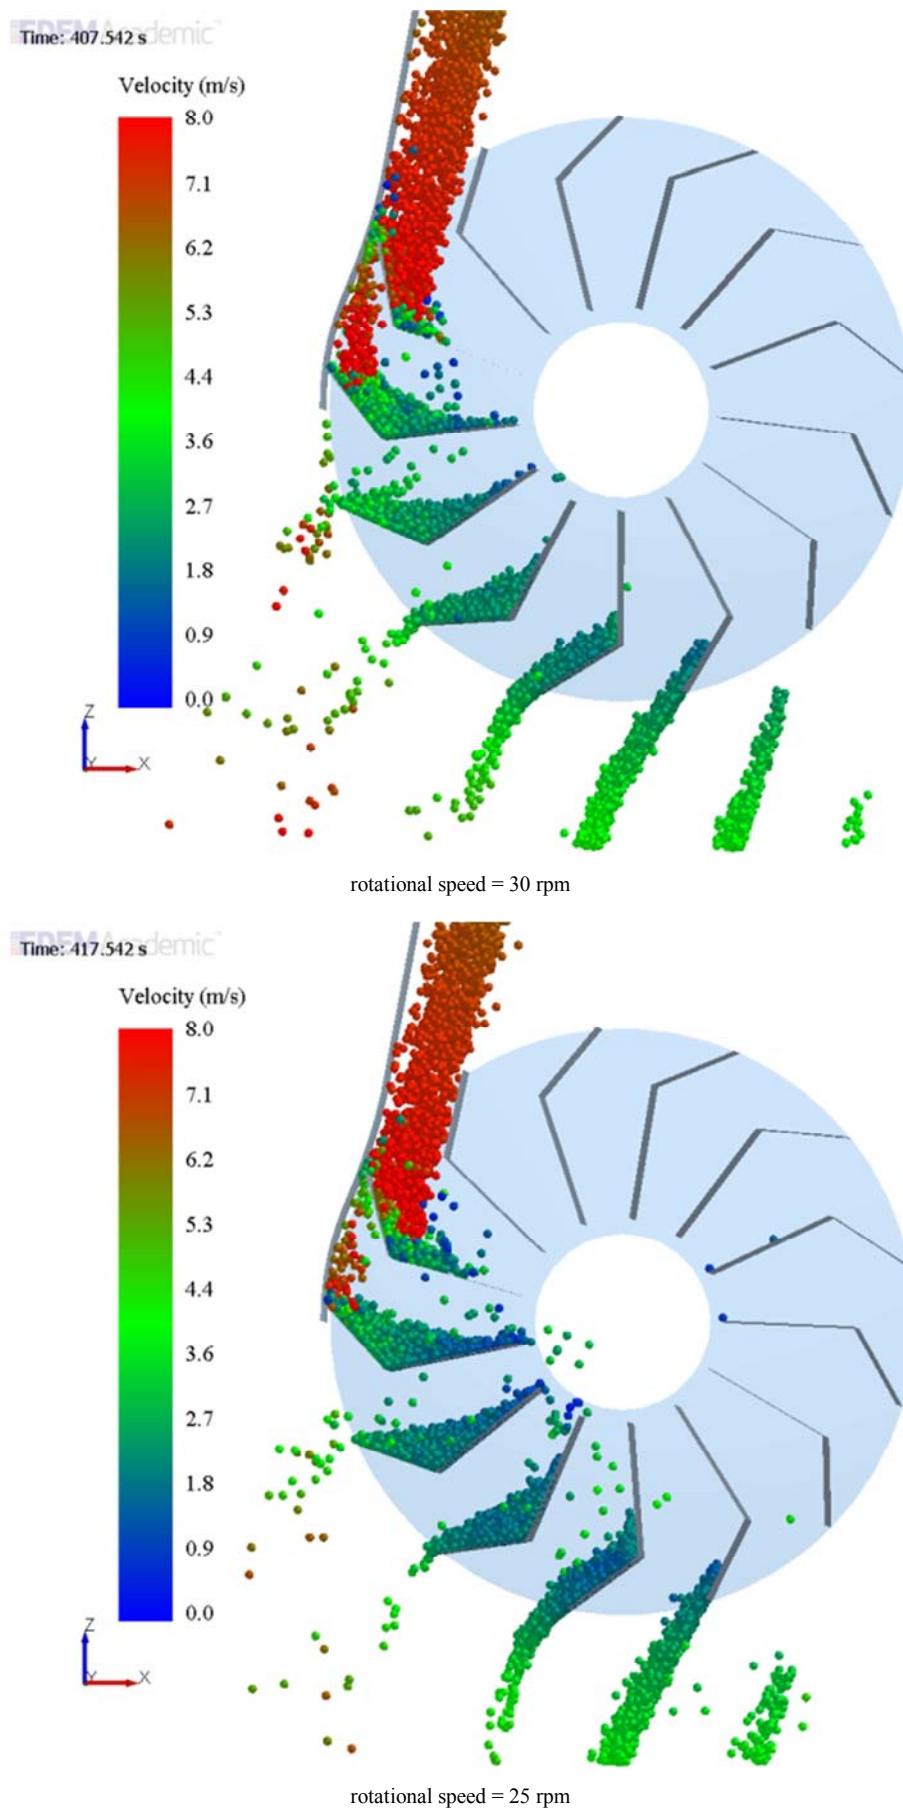 EDEMAcademic™
Time: 407.542 s
Velocity (m/s)
8.0
7.1
6.2
5.3
4.4
3.6
2.7
1.8
0.9
0.0
Z
Y X
rotational speed = 30 rpm
EDEMAcademic™
Time: 417.542 s
Velocity (m/s)
8.0
7.1
6.2
5.3
4.4
3.6
2.7
1.8
0.9
0.0
Z
Y X
rotational speed = 25 rpm